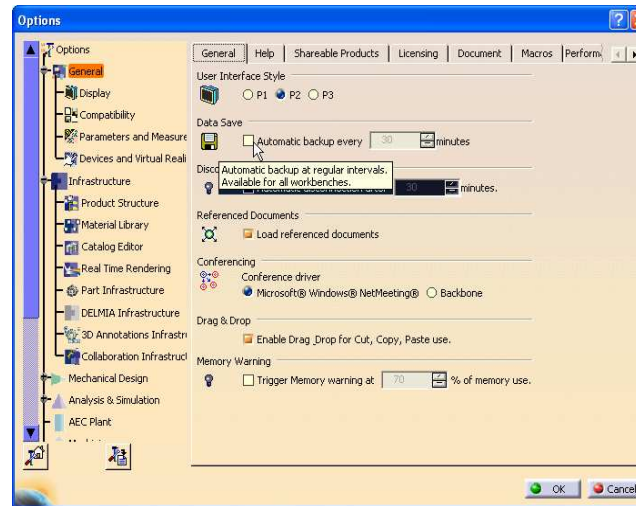 Options
Options
General
Display
Compatibility
Parameters and Measure
Devices and Virtual Reali
Infrastructure
Product Structure
Material Library
Catalog Editor
Real Time Rendering
Part Infrastructure
DELMIA Infrastructure
3D Annotations Infrastru
Collaboration Infrastruct
Mechanical Design
Analysis & Simulation
AEC Plant
General Help Shareable Products Licensing Document Macros Perform
User Interface Style
P1 P2 P3
Data Save
Automatic backup every 30 minutes
Automatic backup at regular intervals.
Available for all workbenches.
Disco
Automatic disconnection after 30 minutes.
Referenced Documents
Load referenced documents
Conferencing
Conference driver
Microsoft® Windows® NetMeeting® Backbone
Drag & Drop
Enable Drag Drop for Cut, Copy, Paste use.
Memory Warning
Trigger Memory warning at 70 % of memory use.
OK Cancel